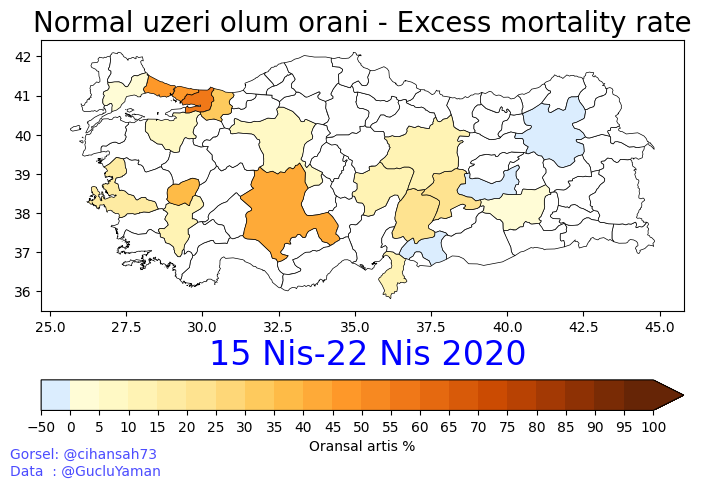 Normal uzeri olum orani - Excess mortality rate
42
41
40
39
38
37
36
25.0 27.5 30.0 32.5 35.0 37.5 40.0 42.5 45.0
15 Nis-22 Nis 2020
−50 0 5 10 15 20 25 30 35 40 45 50 55 60 65 70 75 80 85 90 95 100
Oransal artis %
Gorsel: @cihansah73
Data : @GucluYaman